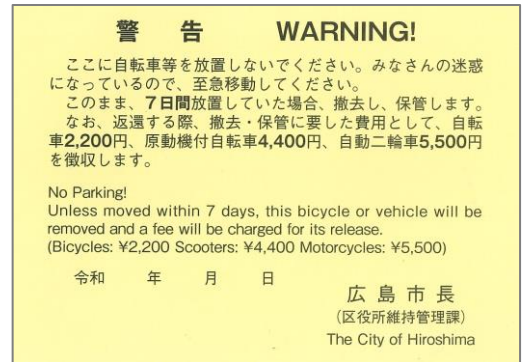 警 告 WARNING!
ここに自転車等を放置しないでください。みなさんの迷惑
になっているので、至急移動してください。
このまま、7日間放置していた場合、撤去し、保管します。
なお、返還する際、撤去・保管に要した費用として、自転
車2,200円、原動機付自転車4,400円、自動二輪車5,500円
を徴収します。
No Parking!
Unless moved within 7 days, this bicycle or vehicle will be
removed and a fee will be charged for its release.
(Bicycles: ¥2,200 Scooters: ¥4,400 Motorcycles: ¥5,500)
令和 年 月 日
広 島 市 長
(区役所維持管理課)
The City of Hiroshima